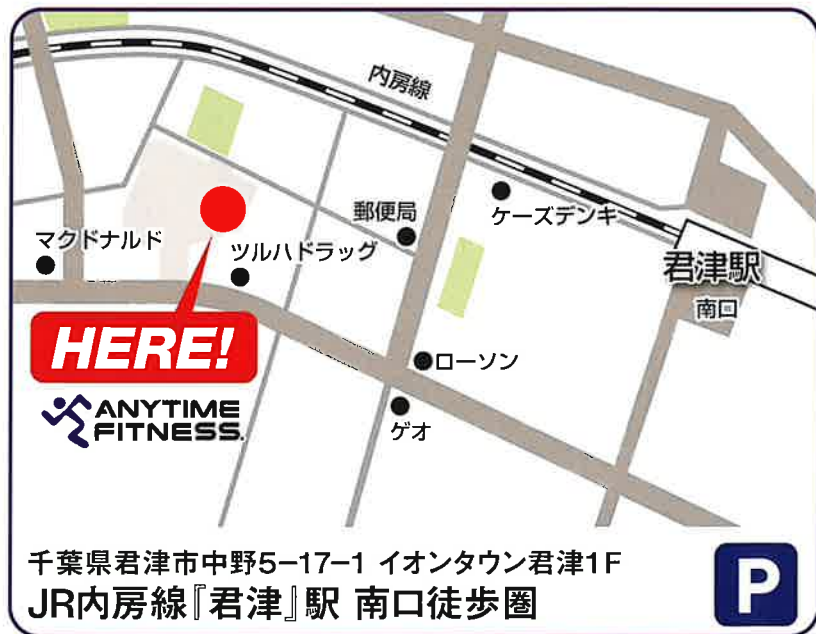 内房線
郵便局
ケーズデンキ
マクドナルド
ツルハドラッグ
君津駅
南口
HERE!
ローソン
ANYTIME
FITNESS.
ゲオ
千葉県君津市中野5-17-1 イオンタウン君津1F
JR内房線『君津』駅 南口徒歩圏
P